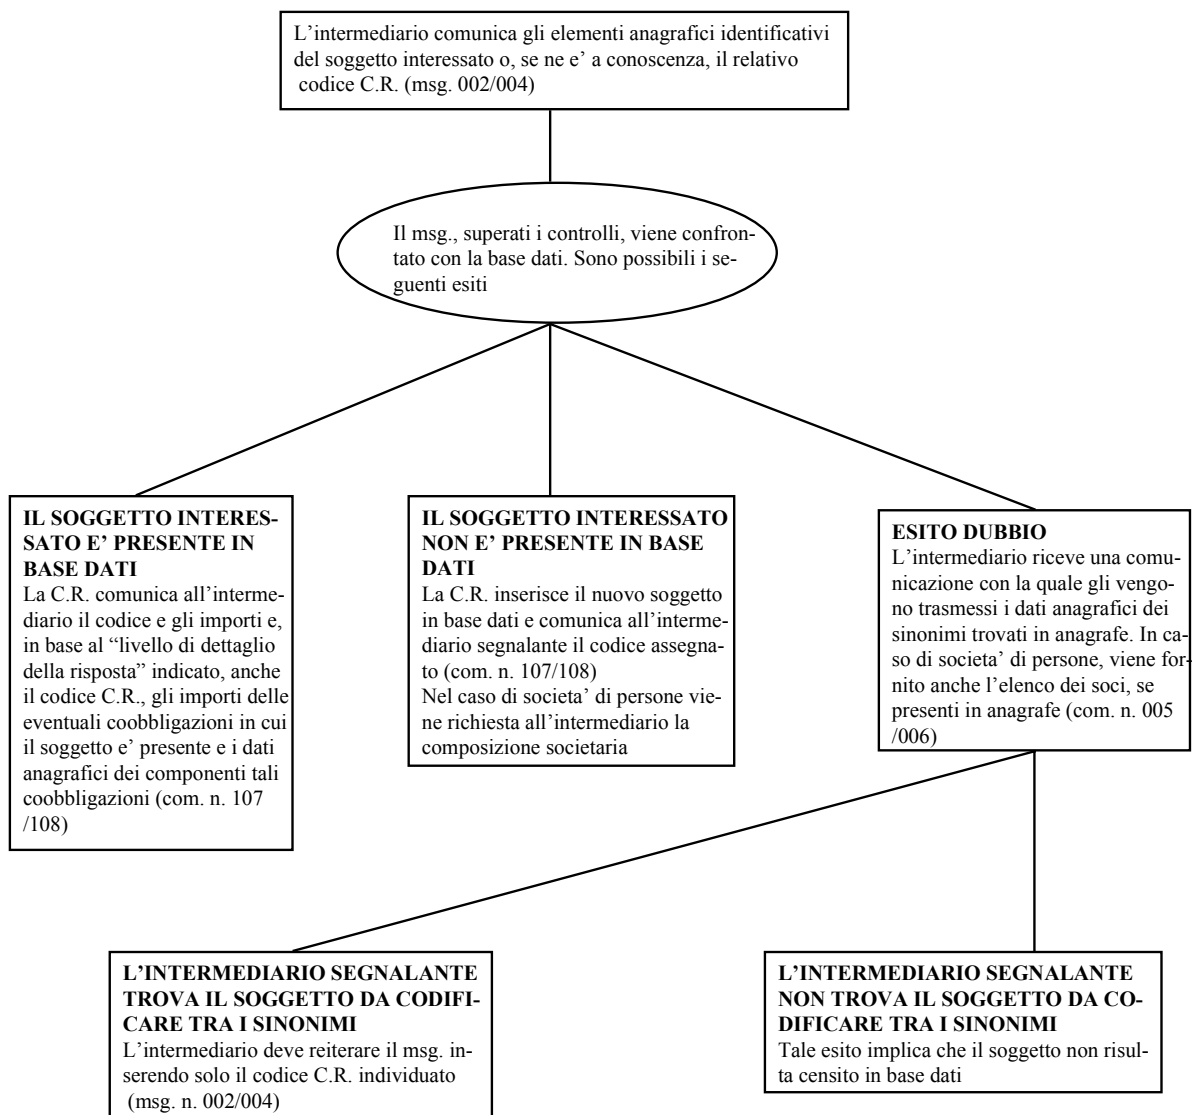 L'intermediario comunica gli elementi anagrafici identificativi
del soggetto interessato o, se ne e' a conoscenza, il relativo
codice C.R. (msg. 002/004)
Il msg., superati i controlli, viene confron-
tato con la base dati. Sono possibili i se-
guenti esiti
IL SOGGETTO INTERES-
SATO E' PRESENTE IN
BASE DATI
La C.R. comunica all'interme-
diario il codice e gli importi e,
in base al “livello di dettaglio
della risposta” indicato, anche
il codice C.R., gli importi delle
eventuali coobbligazioni in cui
il soggetto e' presente e i dati
anagrafici dei componenti tali
coobbligazioni (com. n. 107
/108)
IL SOGGETTO INTERESSATO
NON E' PRESENTE IN BASE
DATI
La C.R. inserisce il nuovo soggetto
in base dati e comunica all'interme-
diario segnalante il codice assegna-
to (com. n. 107/108)
Nel caso di societa' di persone vie-
ne richiesta all'intermediario la
composizione societaria
ESITO DUBBIO
L'intermediario riceve una comu-
nicazione con la quale gli vengo-
no trasmessi i dati anagrafici dei
sinonimi trovati in anagrafe. In ca-
so di societa' di persone, viene for-
nito anche l'elenco dei soci, se
presenti in anagrafe (com. n. 005
/006)
L'INTERMEDIARIO SEGNALANTE
TROVA IL SOGGETTO DA CODIFI-
CARE TRA I SINONIMI
L'intermediario deve reiterare il msg. in-
serendo solo il codice C.R. individuato
(msg. n. 002/004)
L'INTERMEDIARIO SEGNALANTE
NON TROVA IL SOGGETTO DA CO-
DIFICARE TRA I SINONIMI
Tale esito implica che il soggetto non risul-
ta censito in base dati